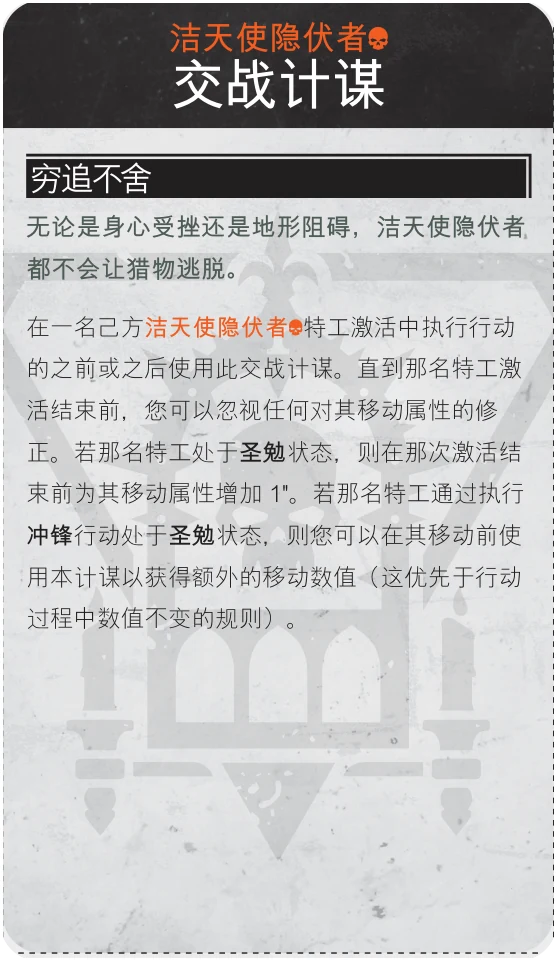 洁天使隐伏者
交战计谋
穷追不舍
无论是身心受挫还是地形阻碍，洁天使隐伏者
都不会让猎物逃脱。
在一名己方洁天使隐伏者特工激活中执行行动
的之前或之后使用此交战计谋。直到那名特工激
活结束前，您可以忽视任何对其移动属性的修
正。若那名特工处于圣勉状态，则在那次激活结
束前为其移动属性增加 1"。若那名特工通过执行
冲锋行动处于圣勉状态，则您可以在其移动前使
用本计谋以获得额外的移动数值（这优先于行动
过程中数值不变的规则）。